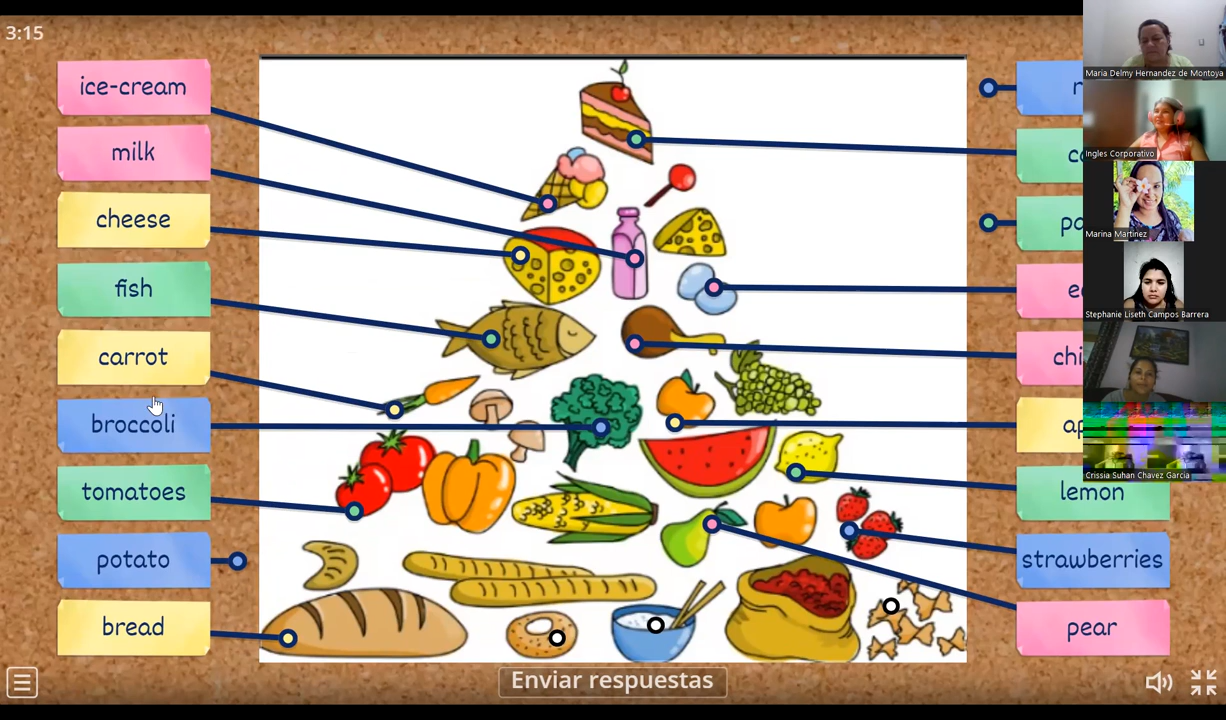 3:15
ice-cream
milk
cheese
fish
carrot
broccoli
tomatoes
potato
bread
lemon
strawberries
pear
Enviar respuestas
Maria Delmy Hernandez de Montoya
Ingles Corporativo
Marina Martinez
Stephanie Liseth Campos Barrera
Crissia Suhan Chavez Garcia